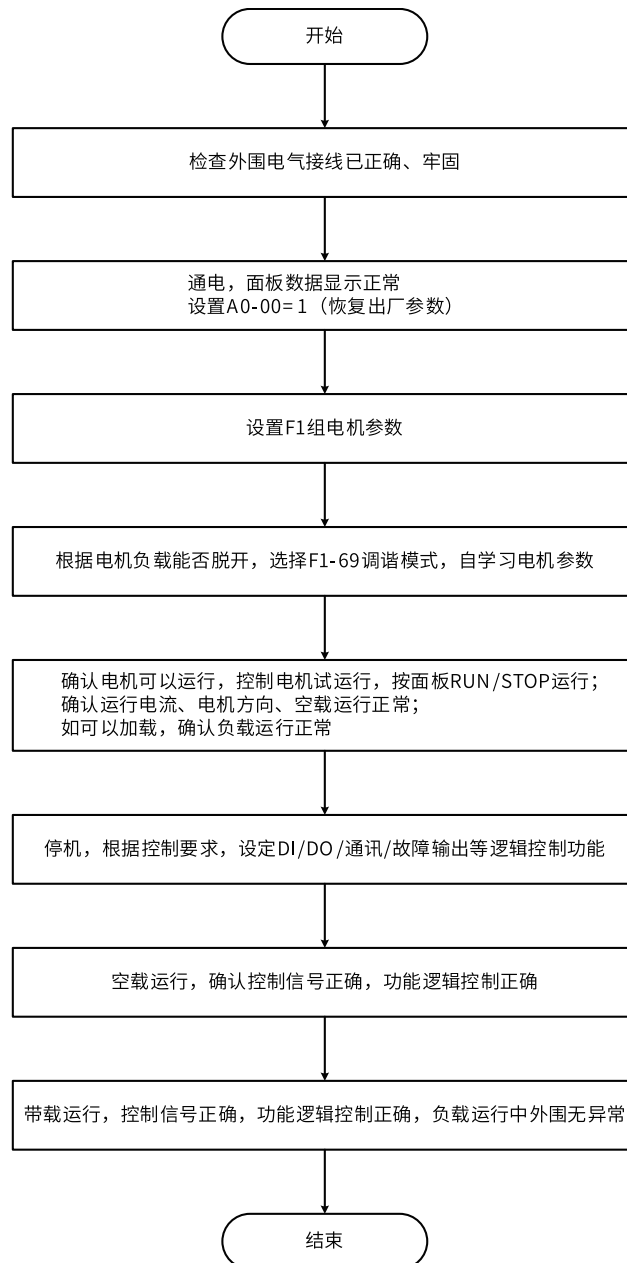 开始
检查外围电气接线已正确、牢固
通电，面板数据显示正常
设置A0-00=1（恢复出厂参数）
设置F1组电机参数
根据电机负载能否脱开，选择F1-69调谐模式，自学习电机参数
确认电机可以运行，控制电机试运行，按面板RUN/STOP运行；
确认运行电流、电机方向、空载运行正常；
如可以加载，确认负载运行正常
停机，根据控制要求，设定DI/DO/通讯/故障输出等逻辑控制功能
空载运行，确认控制信号正确，功能逻辑控制正确
带载运行，控制信号正确，功能逻辑控制正确，负载运行中外围无异常
结束